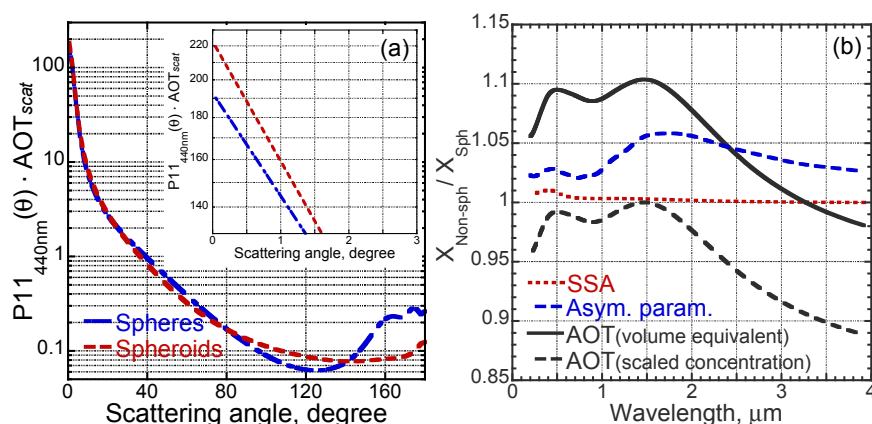 (a)
P11440nm(θ) · AOTscat
100
10
1
0.1
0
40
80
120
160
Scattering angle, degree
Spheres
Spheroids
P11440nm(θ) · AOTscat
220
200
190
180
160
140
130
0
1
2
3
Scattering angle, degree
(b)
XNon-sph / XSph
1.15
1.1
1.05
1
0.95
0.9
0.85
0
1
2
3
4
Wavelength, μm
SSA
Asym. param.
AOT(volume equivalent)
AOT(scaled concentration)